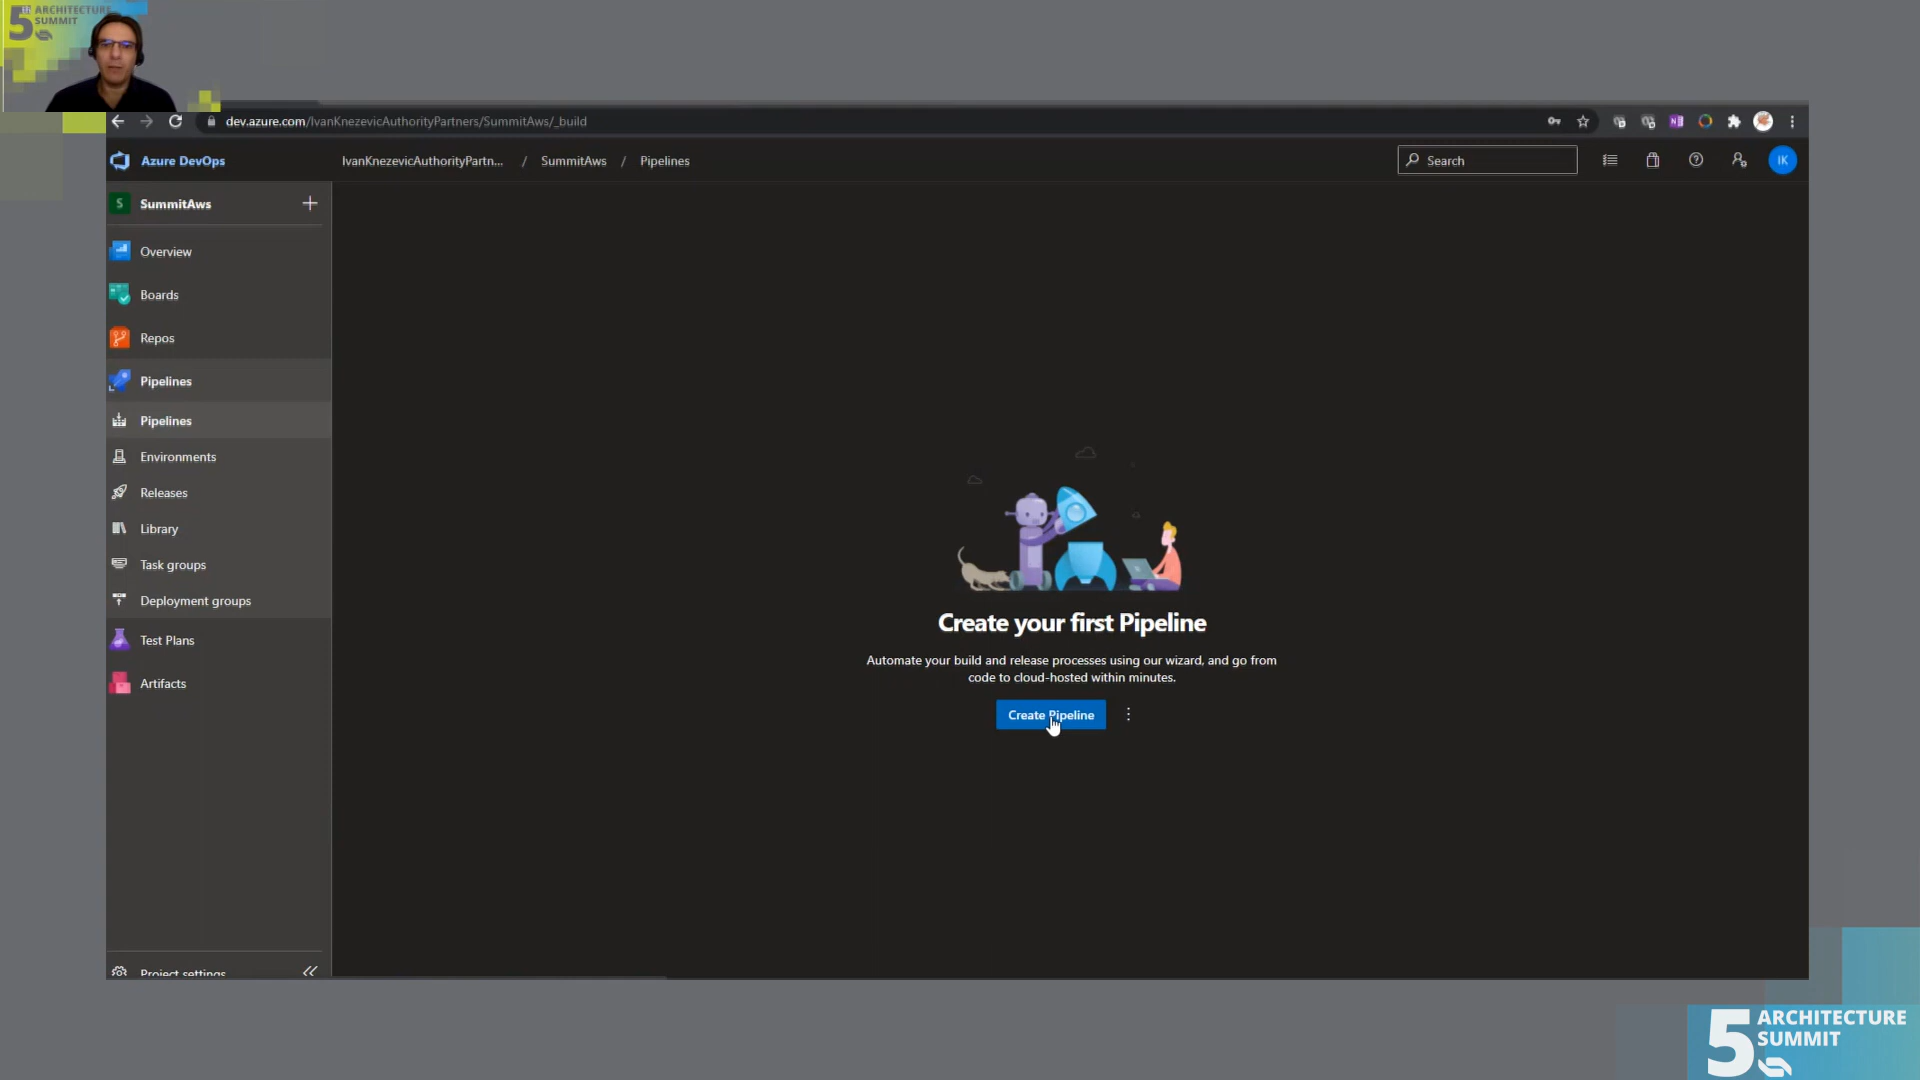 5TH ARCHITECTURE
SUMMIT
dev.azure.com/IvanKnezevicAuthorityPartners/SummitAws/_build
Azure DevOps
IvanKnezevicAuthorityPartn... / SummitAws / Pipelines
Search
IK
S SummitAws
Overview
Boards
Repos
Pipelines
Pipelines
Environments
Releases
Library
Task groups
Deployment groups
Test Plans
Artifacts
Create your first Pipeline
Automate your build and release processes using our wizard, and go from
code to cloud-hosted within minutes.
Create Pipeline
Project settings
5 ARCHITECTURE
SUMMIT